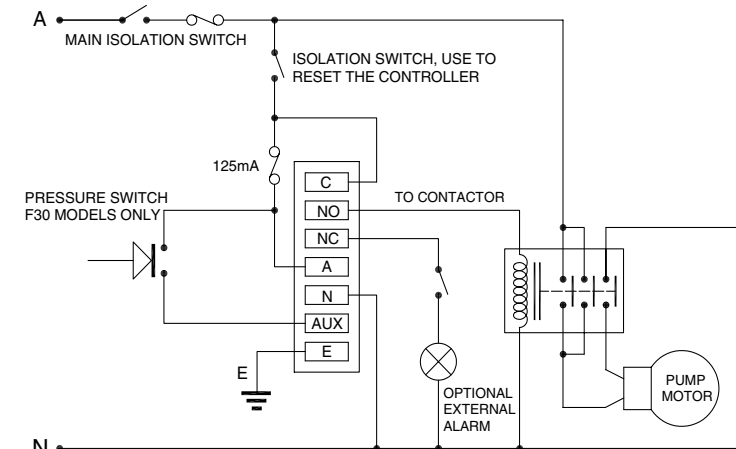 A
MAIN ISOLATION SWITCH
ISOLATION SWITCH, USE TO
RESET THE CONTROLLER
125mA
C
PRESSURE SWITCH
F30 MODELS ONLY
NO
TO CONTACTOR
NC
A
N
AUX
E
E
OPTIONAL
EXTERNAL
ALARM
PUMP
MOTOR
N